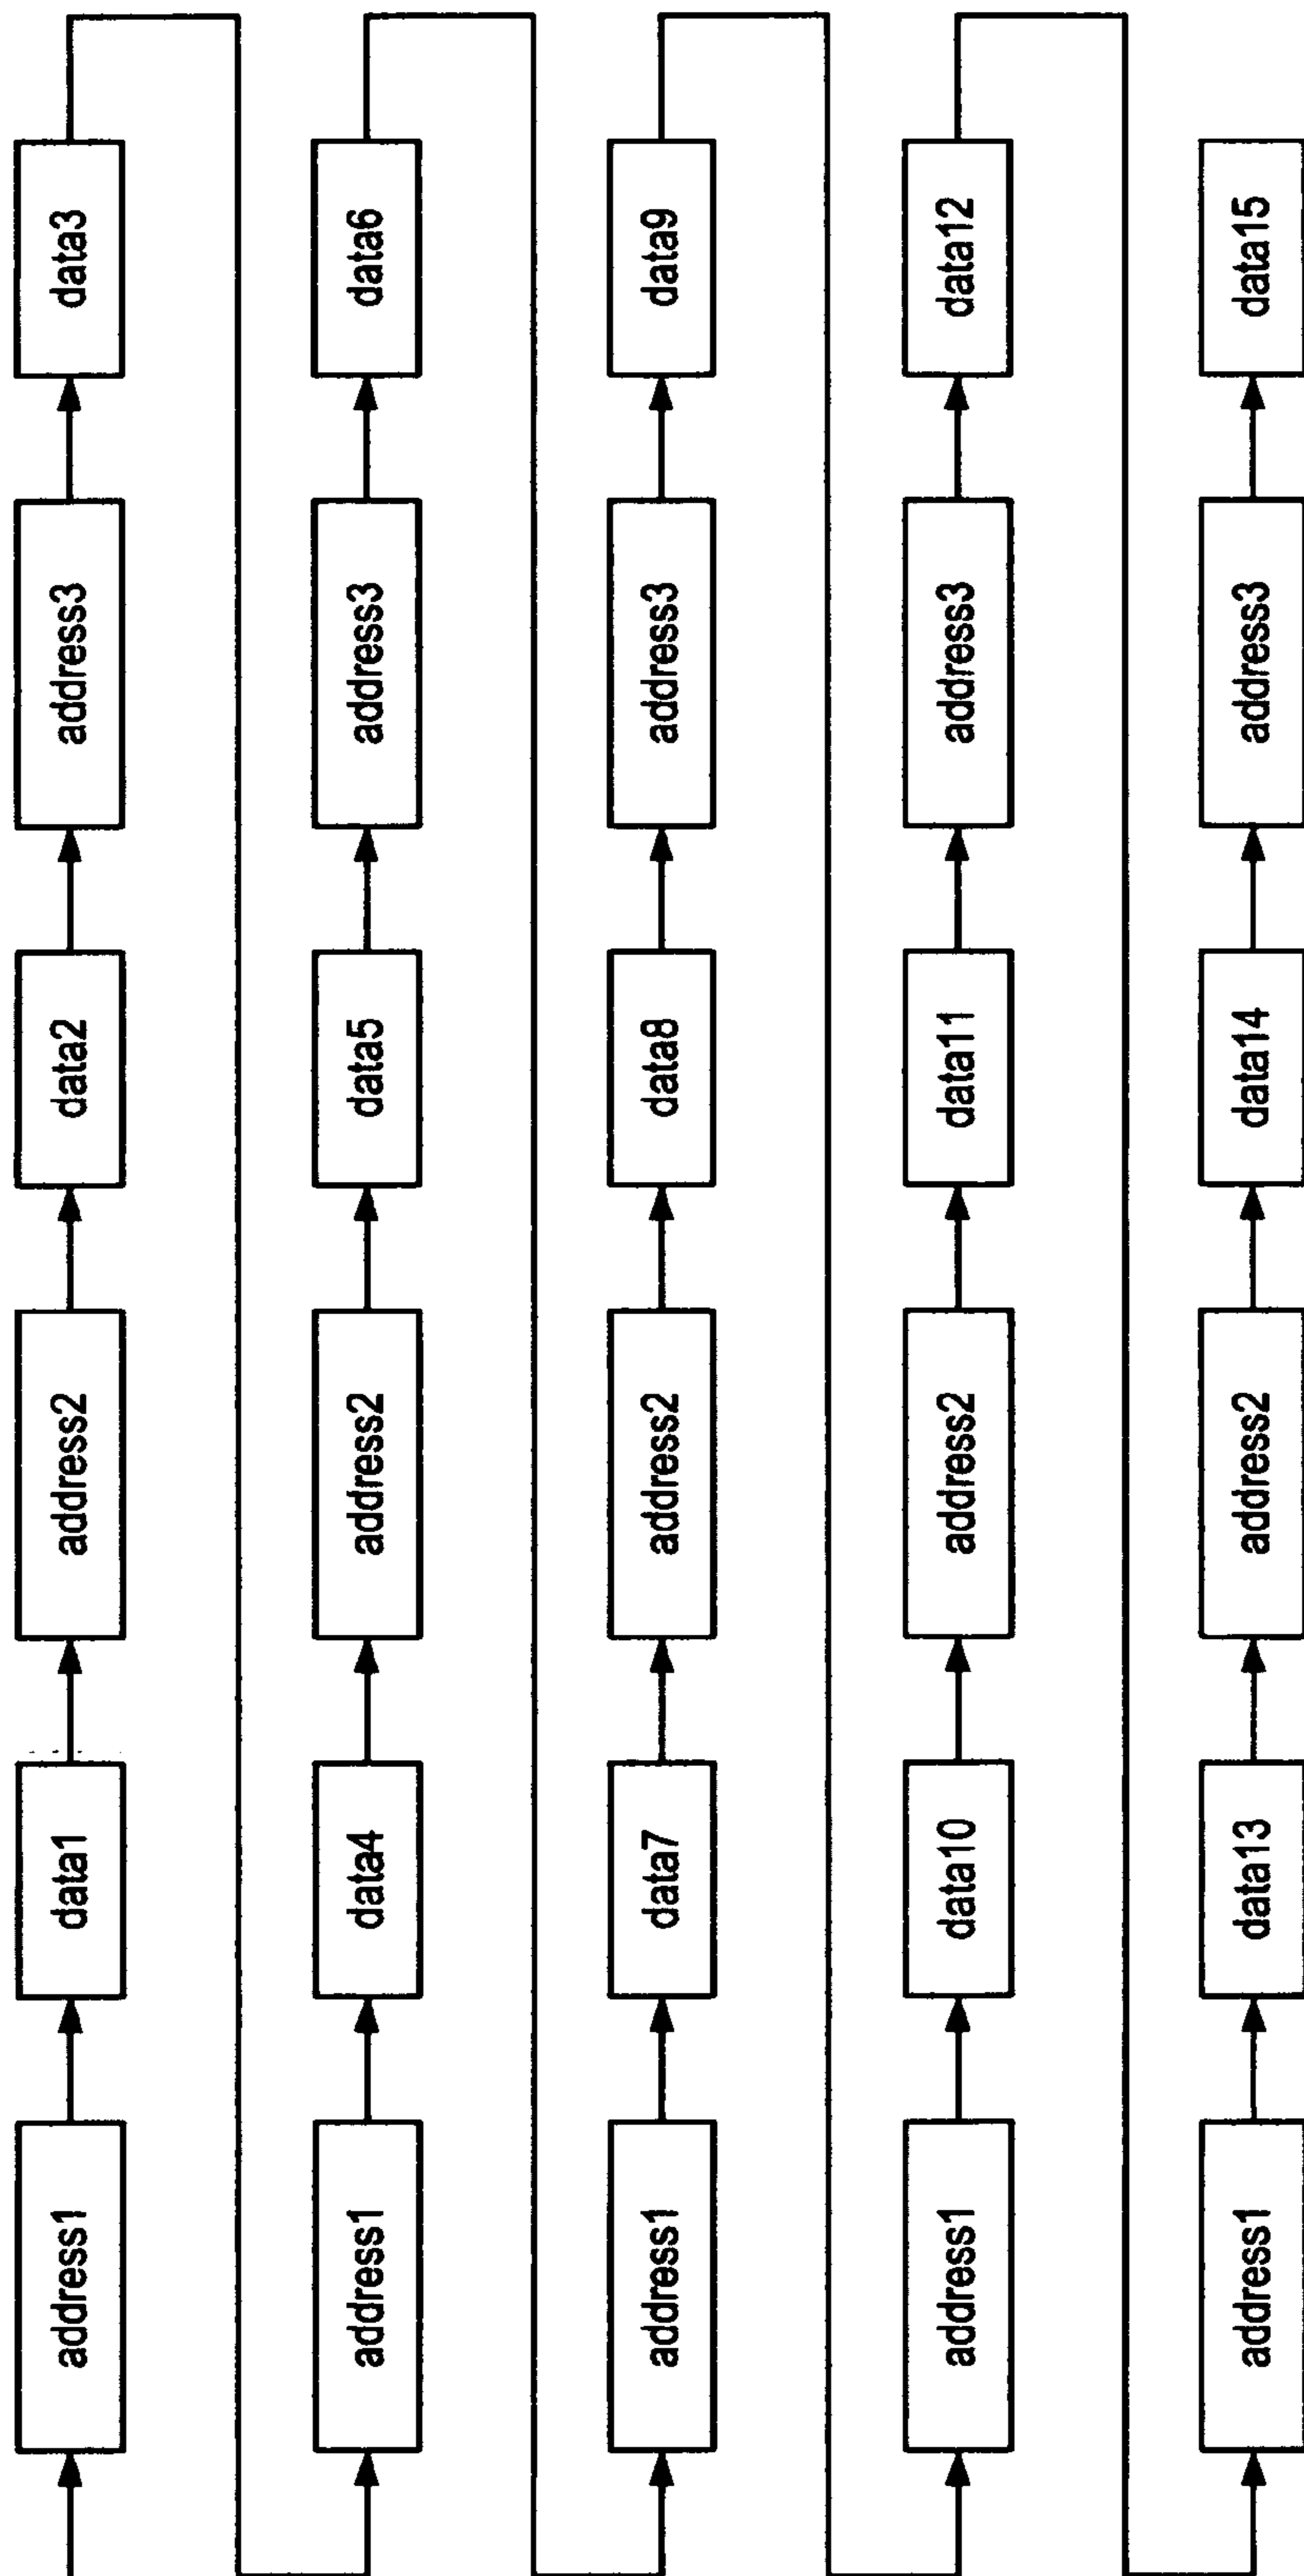 address1
data1
address2
data2
address3
data3
address1
data4
address2
data5
address3
data6
address1
data7
address2
data8
address3
data9
address1
data10
address2
data11
address3
data12
address1
data13
address2
data14
address3
data15